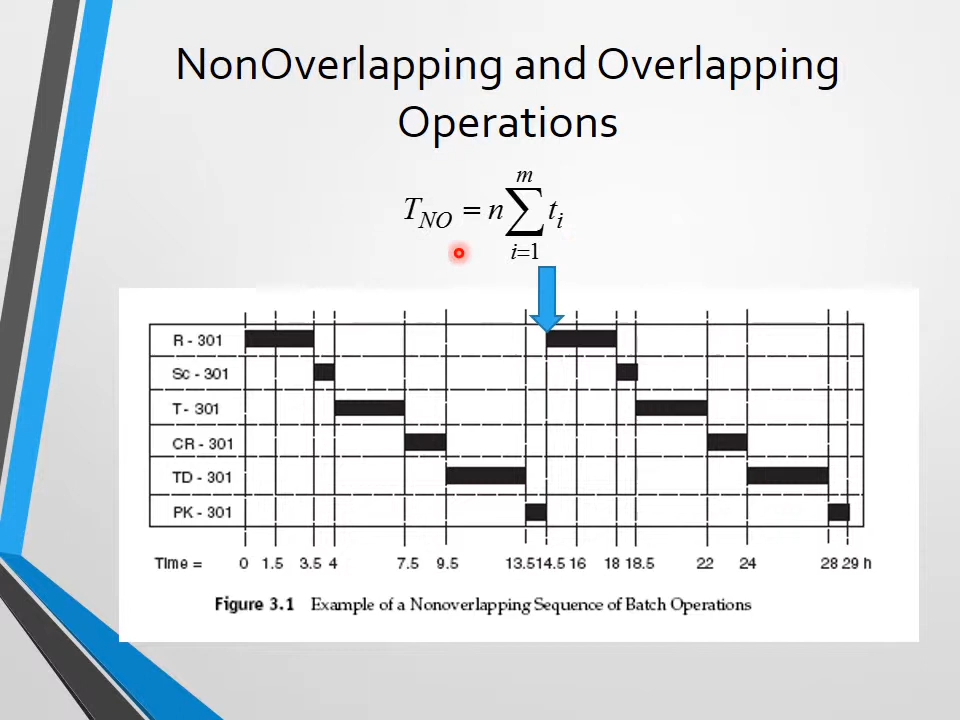 NonOverlapping and Overlapping
Operations
m
T_NO = n∑t_i
i=1
R - 301
Sc - 301
T - 301
CR - 301
TD - 301
PK - 301
Time = 0 1.5 3.5 4 7.5 9.5 13.5 14.5 16 18 18.5 22 24 28 29 h
Figure 3.1 Example of a Nonoverlapping Sequence of Batch Operations